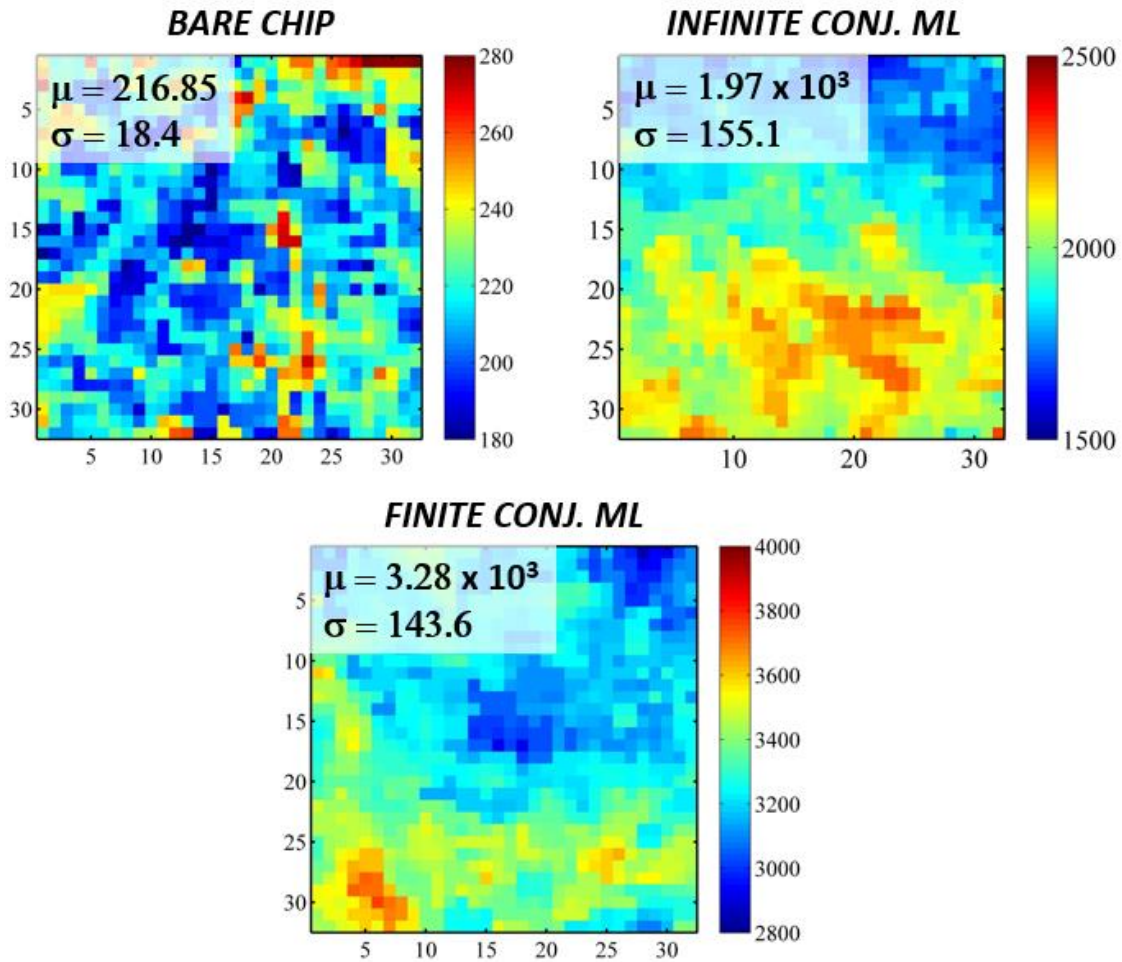 BARE CHIP
μ = 216.85
σ = 18.4
5
10
15
20
25
30
5 10 15 20 25 30
280
260
240
220
200
180
INFINITE CONJ. ML
μ = 1.97 x 10³
σ = 155.1
5
10
15
20
25
30
10 20 30
2500
2000
1500
FINITE CONJ. ML
μ = 3.28 x 10³
σ = 143.6
5
10
15
20
25
30
5 10 15 20 25 30
4000
3800
3600
3400
3200
3000
2800